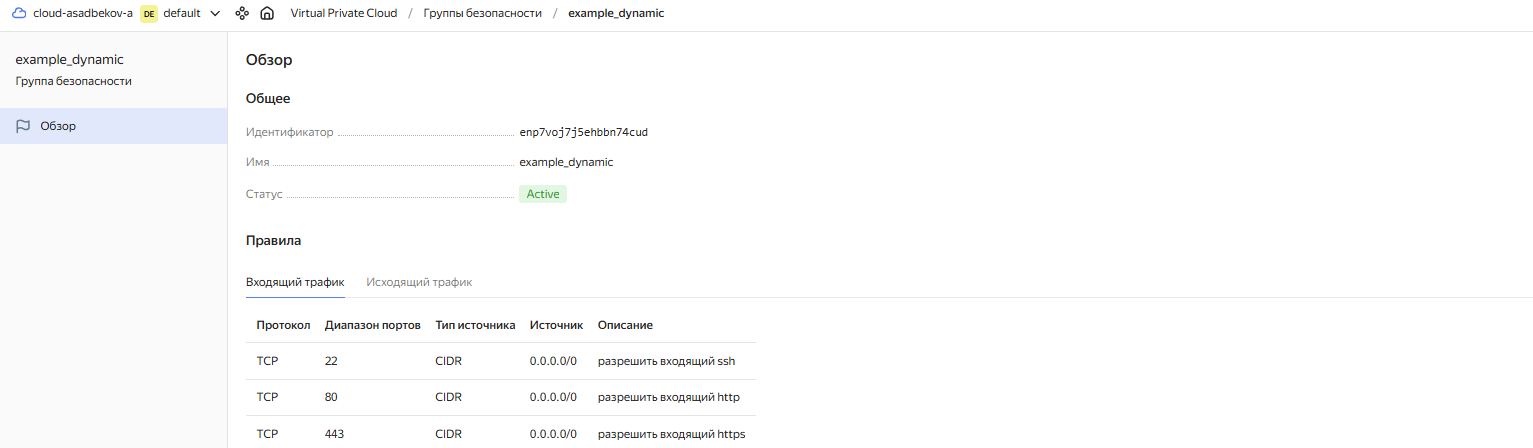 cloud-asadbekov-a DE default Virtual Private Cloud / Группы безопасности / example_dynamic
example_dynamic
Группа безопасности
Обзор
Обзор
Общее
Идентификатор enp7voj7j5ehbbn74cud
Имя example_dynamic
Статус Active
Правила
Входящий трафик Исходящий трафик
Протокол Диапазон портов Тип источника Источник Описание
TCP 22 CIDR 0.0.0.0/0 разрешить входящий ssh
TCP 80 CIDR 0.0.0.0/0 разрешить входящий http
TCP 443 CIDR 0.0.0.0/0 разрешить входящий https